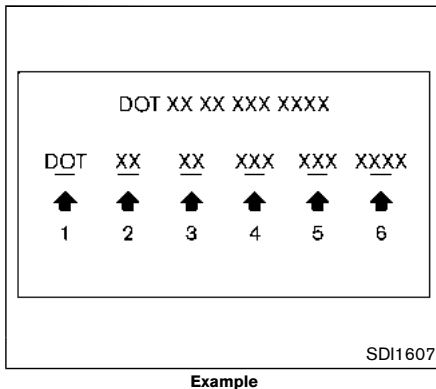 DOT XX XX XXX XXXX
DOT XX XX XXX XXX XXXX
1 2 3 4 5 6
SDI1607
Example